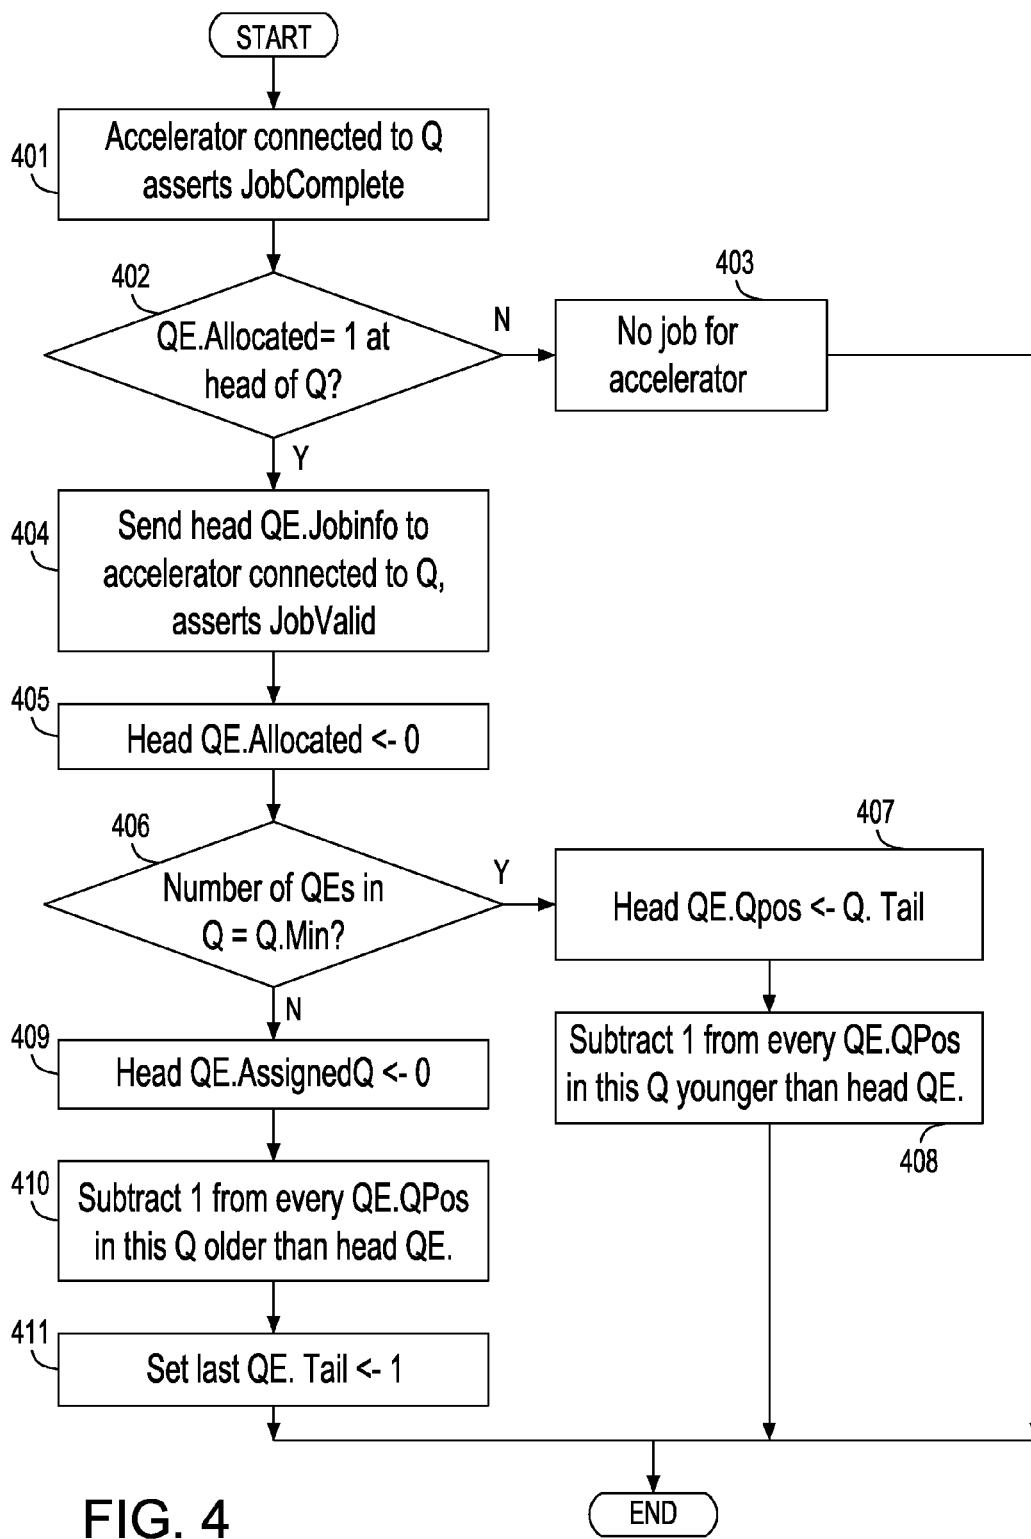 START
401
Accelerator connected to Q
asserts JobComplete
402
QE.Allocated= 1 at
head of Q?
N
403
No job for
accelerator
Y
404
Send head QE.Jobinfo to
accelerator connected to Q,
asserts JobValid
405
Head QE.Allocated <- 0
406
Number of QEs in
Q = Q.Min?
Y
407
Head QE.Qpos <- Q. Tail
Subtract 1 from every QE.QPos
in this Q younger than head QE.
408
N
409
Head QE.AssignedQ <- 0
410
Subtract 1 from every QE.QPos
in this Q older than head QE.
411
Set last QE. Tail <- 1
END
FIG. 4